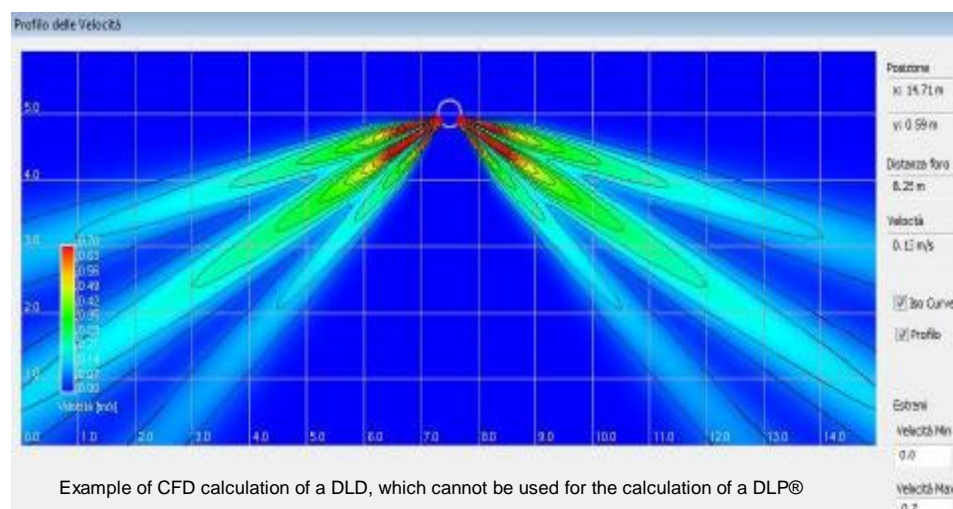 Profilo delle Velocità
Posizione
x: 14.71 m
y: 0.59 m
Distanza foro
8.25 m
Velocità
0.13 m/s
Iso Curve
Profilo
Estremi
Velocità Min
0.0
Velocità Max
5.0
4.0
3.0
2.0
1.0
0.70
0.63
0.56
0.49
0.42
0.35
0.14
0.07
0.00
Velocità [m/s]
0.0 1.0 2.0 3.0 4.0 5.0 6.0 7.0 8.0 9.0 10.0 11.0 12.0 13.0 14.0
Example of CFD calculation of a DLD, which cannot be used for the calculation of a DLP®